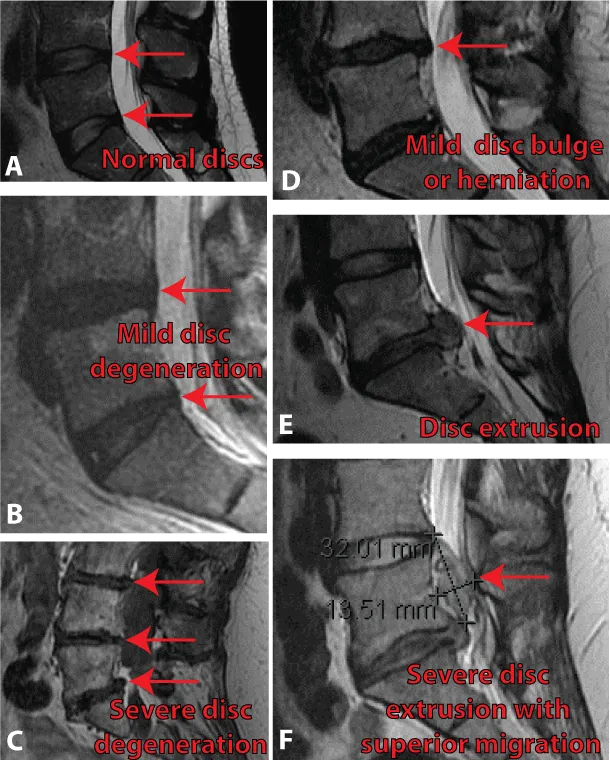 A
Normal discs
B
Mild disc
degeneration
C
Severe disc
degeneration
D
Mild disc bulge
or herniation
E
Disc extrusion
F
32.01 mm
13.51 mm
Severe disc
extrusion with
superior migration